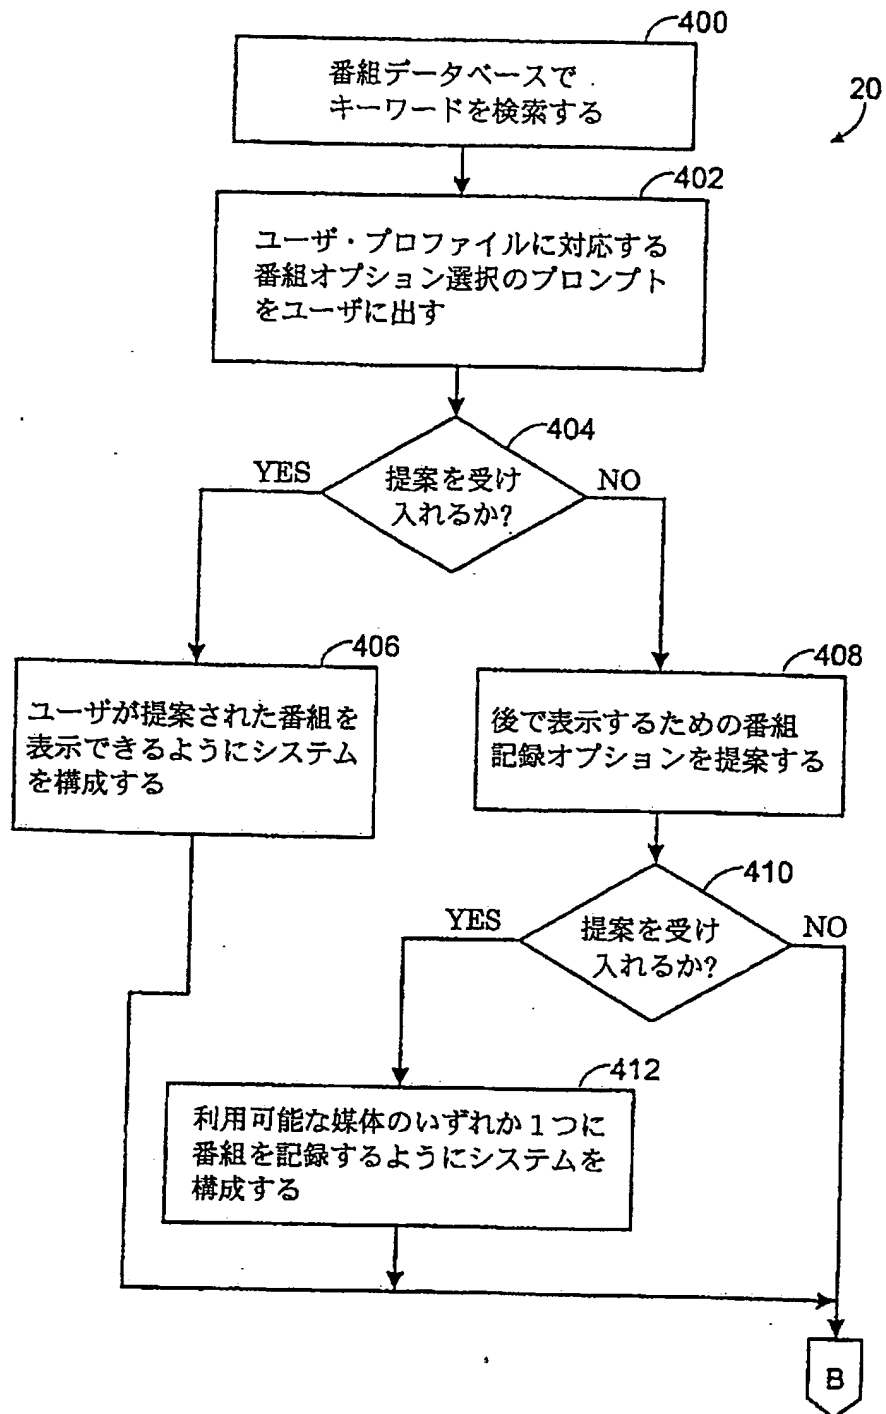 400
番組データベースで
キーワードを検索する
20
402
ユーザ・プロファイルに対応する
番組オプション選択のプロンプト
をユーザに出す
404
YES
提案を受け
入れるか?
NO
406
ユーザが提案された番組を
表示できるようにシステム
を構成する
408
後で表示するための番組
記録オプションを提案する
410
YES
提案を受け
入れるか?
NO
412
利用可能な媒体のいずれか1つに
番組を記録するようにシステムを
構成する
B